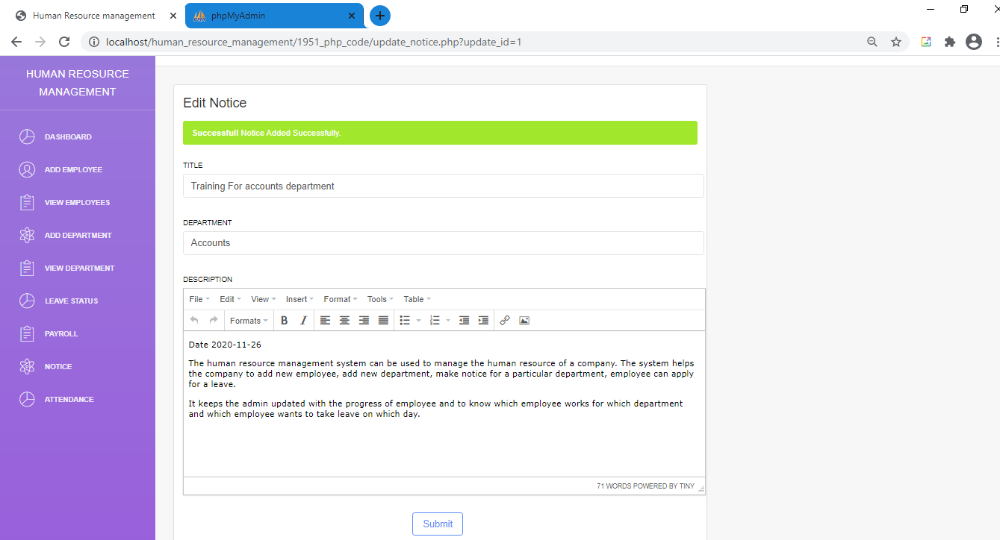 Human Resource management
phpMyAdmin
localhost/human_resource_management/1951_php_code/update_notice.php?update_id=1
HUMAN REOSURCE
MANAGEMENT
DASHBOARD
ADD EMPLOYEE
VIEW EMPLOYEES
ADD DEPARTMENT
VIEW DEPARTMENT
LEAVE STATUS
PAYROLL
NOTICE
ATTENDANCE
Edit Notice
Successfull Notice Added Successfully.
TITLE
Training For accounts department
DEPARTMENT
Accounts
DESCRIPTION
File Edit View Insert Format Tools Table
Formats B I
Date 2020-11-26
The human resource management system can be used to manage the human resource of a company. The system helps
the company to add new employee, add new department, make notice for a particular department, employee can apply
for a leave.
It keeps the admin updated with the progress of employee and to know which employee works for which department
and which employee wants to take leave on which day.
71 WORDS POWERED BY TINY
Submit